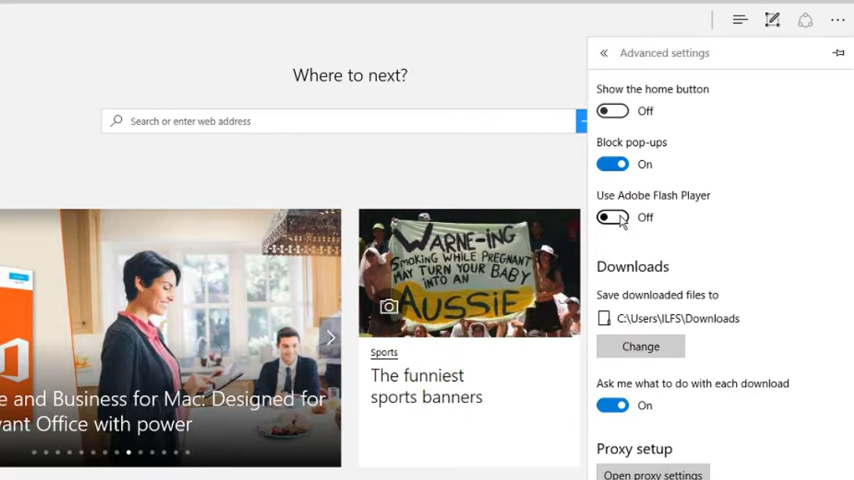 Advanced settings
Where to next?
Search or enter web address
Show the home button
Off
Block pop-ups
On
Use Adobe Flash Player
Off
Downloads
Save downloaded files to
C:\Users\ILFS\Downloads
Change
Ask me what to do with each download
On
Proxy setup
Open proxy settings
e and Business for Mac: Designed for
vant Office with power
WARNE-ING
SMOKING WHILE PREGNANT
MAY TURN YOUR BABY
INTO AN
AUSSIE
Sports
The funniest
sports banners